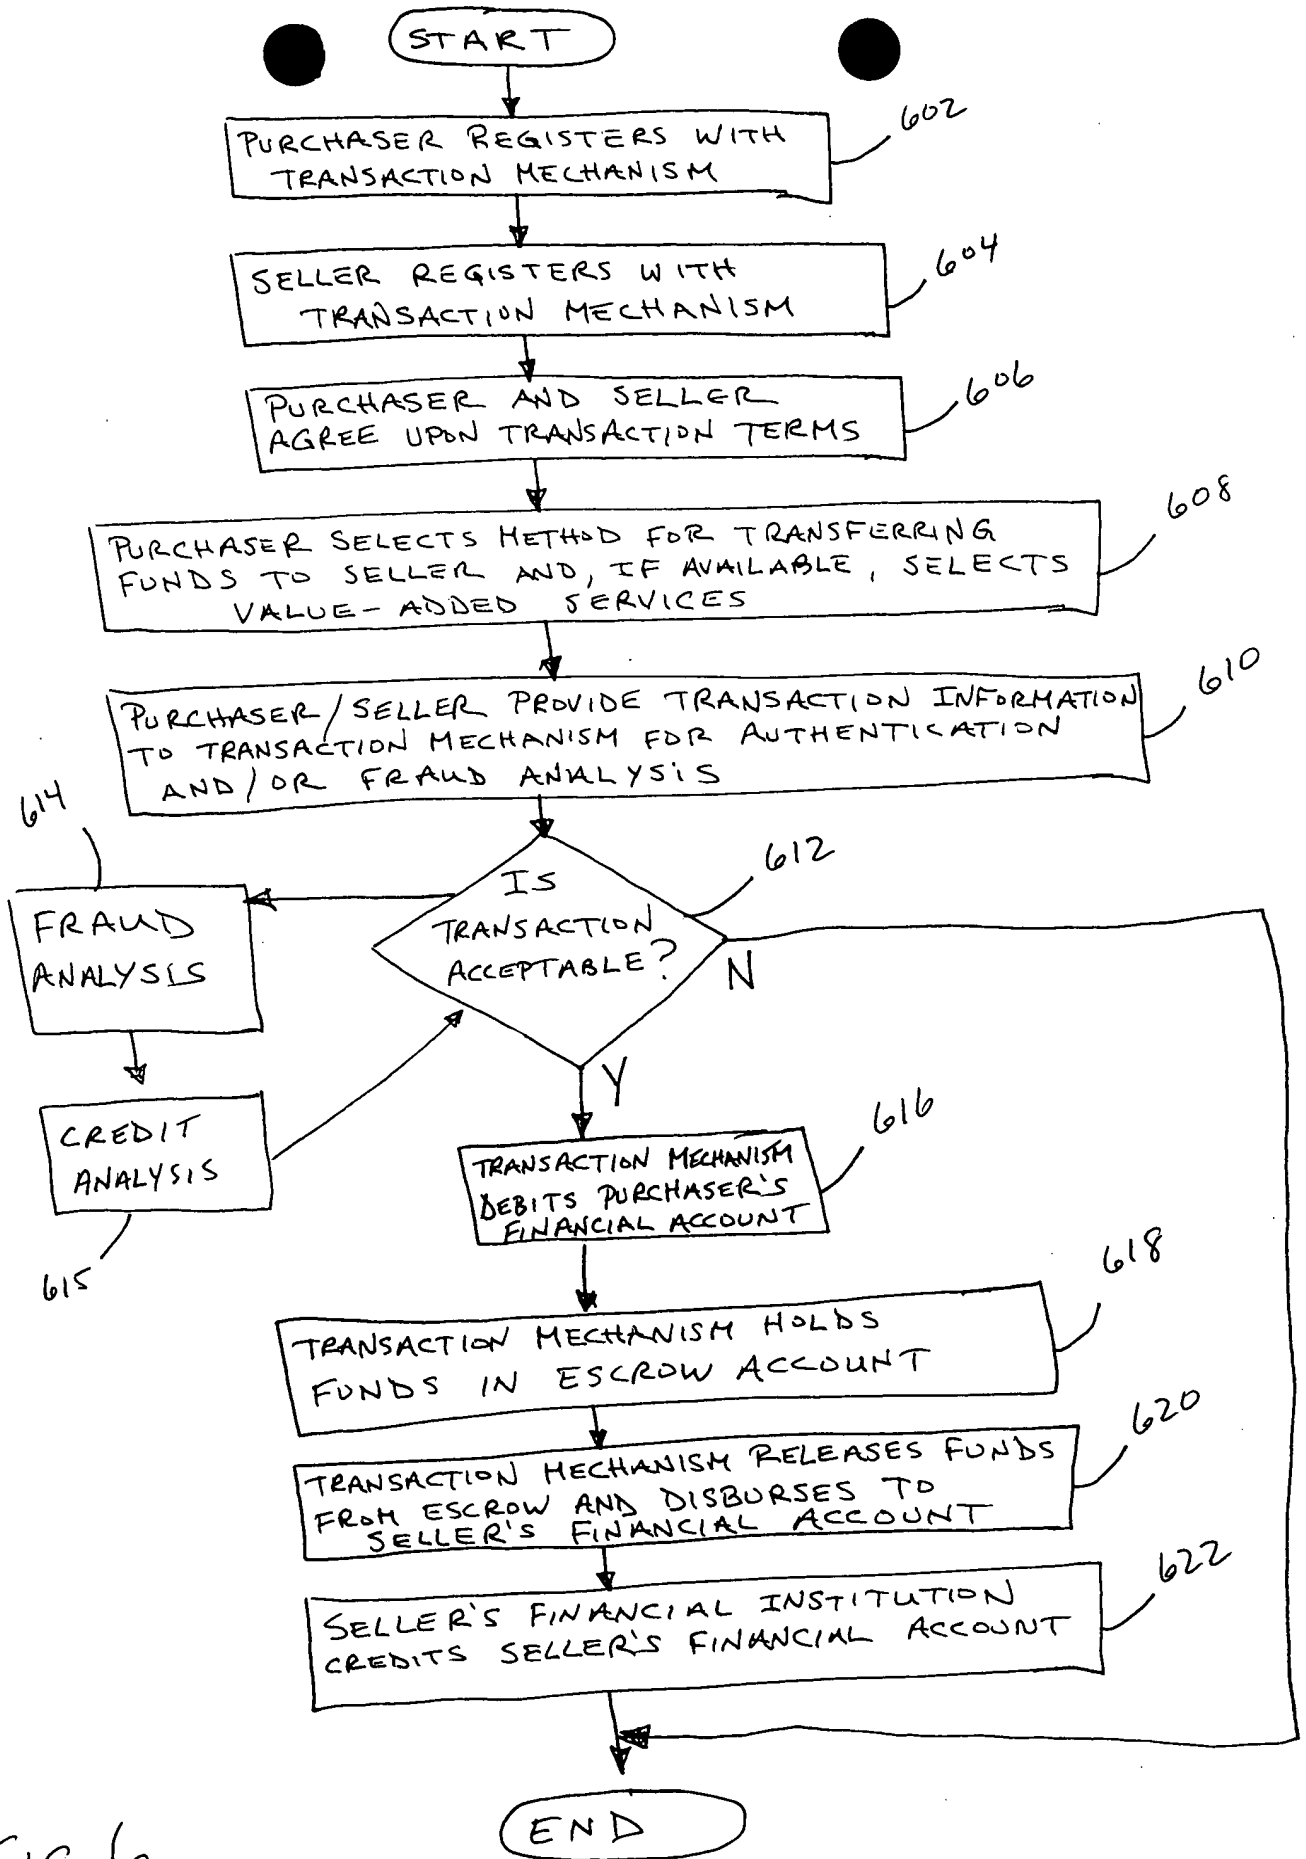 START
PURCHASER REGISTERS WITH
TRANSACTION MECHANISM
602
SELLER REGISTERS WITH
TRANSACTION MECHANISM
604
PURCHASER AND SELLER
AGREE UPON TRANSACTION TERMS
606
PURCHASER SELECTS METHOD FOR TRANSFERRING
FUNDS TO SELLER AND, IF AVAILABLE, SELECTS
VALUE-ADDED SERVICES
608
PURCHASER/SELLER PROVIDE TRANSACTION INFORMATION
TO TRANSACTION MECHANISM FOR AUTHENTICATION
AND/OR FRAUD ANALYSIS
610
614
IS
TRANSACTION
ACCEPTABLE?
612
N
Y
FRAUD
ANALYSIS
CREDIT
ANALYSIS
615
TRANSACTION MECHANISM
DEBITS PURCHASER'S
FINANCIAL ACCOUNT
616
TRANSACTION MECHANISM HOLDS
FUNDS IN ESCROW ACCOUNT
618
TRANSACTION MECHANISM RELEASES FUNDS
FROM ESCROW AND DISBURSES TO
SELLER'S FINANCIAL ACCOUNT
620
SELLER'S FINANCIAL INSTITUTION
CREDITS SELLER'S FINANCIAL ACCOUNT
622
END